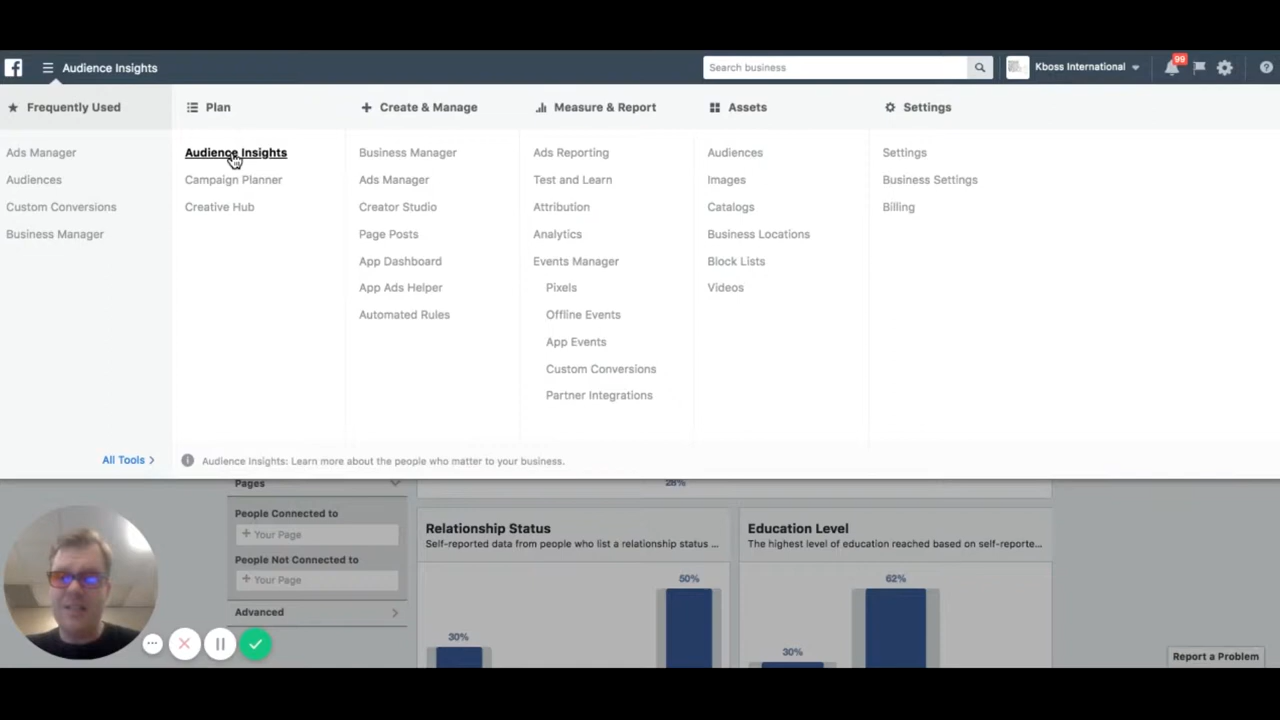 Audience Insights
Search business
Kboss International
99
Frequently Used
Ads Manager
Audiences
Custom Conversions
Business Manager
All Tools
Plan
Audience Insights
Campaign Planner
Creative Hub
Create & Manage
Business Manager
Ads Manager
Creator Studio
Page Posts
App Dashboard
App Ads Helper
Automated Rules
Measure & Report
Ads Reporting
Test and Learn
Attribution
Analytics
Events Manager
Pixels
Offline Events
App Events
Custom Conversions
Partner Integrations
Assets
Audiences
Images
Catalogs
Business Locations
Block Lists
Videos
Settings
Settings
Business Settings
Billing
Audience Insights: Learn more about the people who matter to your business.
Pages
People Connected to
+ Your Page
People Not Connected to
+ Your Page
Advanced
28%
Relationship Status
Self-reported data from people who list a relationship status ...
30%
50%
Education Level
The highest level of education reached based on self-reporte...
30%
62%
Report a Problem